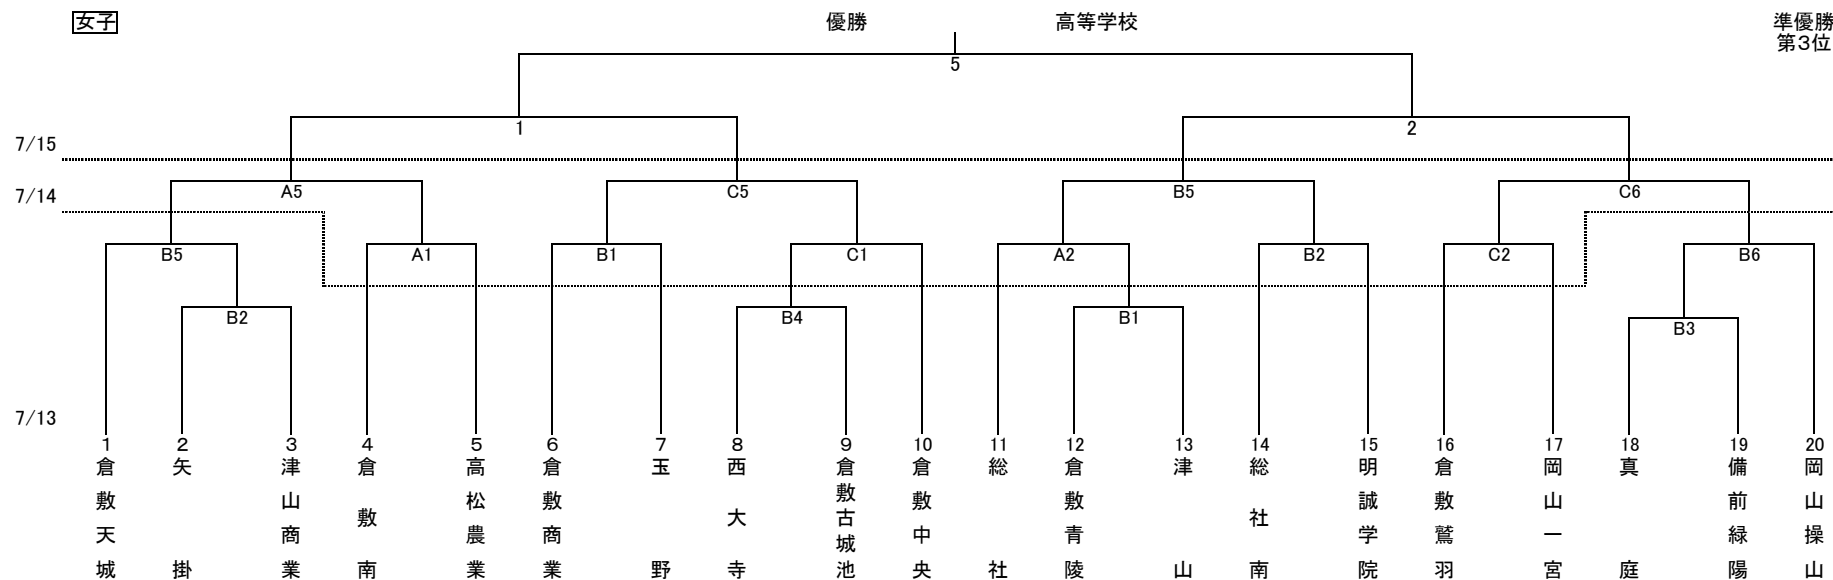 女子 優勝 高等学校 準優勝
第3位
5
1 2
7/15
7/14 A5 C5 B5 C6
B5 A1 B1 C1 A2 B2 C2 B6
B2 B4 B1 B3
7/13
1 2 3 4 5 6 7 8 9 10 11 12 13 14 15 16 17 18 19 20
倉敷天城
矢掛
津山商業
倉敷南
高松農業
倉敷商業
玉野
西大寺
倉敷古城池
倉敷中央
総社
倉敷青陵
津山
総社南
明誠学院
倉敷鷲羽
岡山一宮
真庭
備前緑陽
岡山操山